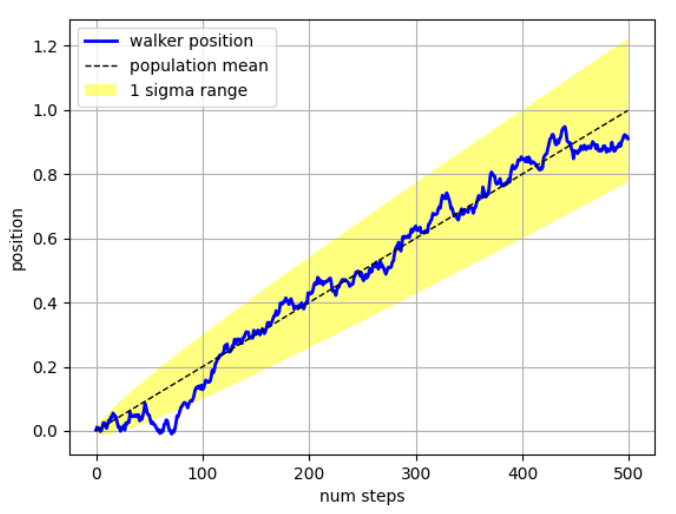 walker position
population mean
1 sigma range
1.2
1.0
0.8
0.6
0.4
0.2
0.0
position
0 100 200 300 400 500
num steps